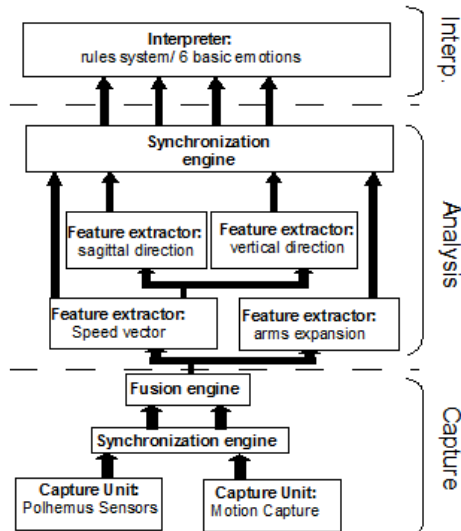 Interpreter:
rules system/ 6 basic emotions
Interp.
Synchronization
engine
Analysis
Feature extractor:
sagittal direction
Feature extractor:
vertical direction
Feature extractor:
Speed vector
Feature extractor:
arms expansion
Fusion engine
Capture
Synchronization engine
Capture Unit:
Polhemus Sensors
Capture Unit:
Motion Capture